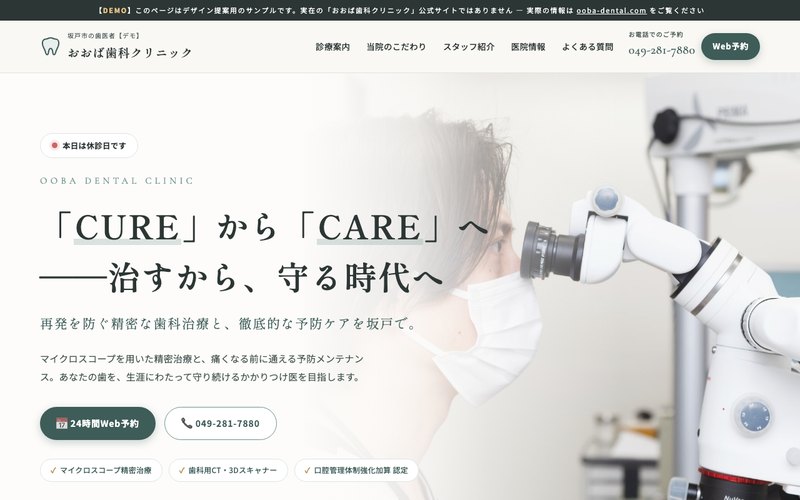 【DEMO】このページはデザイン提案用のサンプルです。実在の「おおば歯科クリニック」公式サイトではありません — 実際の情報は ooba-dental.com をご覧ください
坂戸市の歯医者【デモ】
おおば歯科クリニック
診療案内 当院のこだわり スタッフ紹介 医院情報 よくある質問
お電話でのご予約
049-281-7880
Web予約
本日は休診日です
OOBA DENTAL CLINIC
「CURE」から「CARE」へ
——治すから、守る時代へ
再発を防ぐ精密な歯科治療と、徹底的な予防ケアを坂戸で。
マイクロスコープを用いた精密治療と、痛くなる前に通える予防メンテナン
ス。あなたの歯を、生涯にわたって守り続けるかかりつけ医を目指します。
📅 24時間Web予約
📞 049-281-7880
✓ マイクロスコープ精密治療
✓ 歯科用CT・3Dスキャナー
✓ 口腔管理体制強化加算 認定